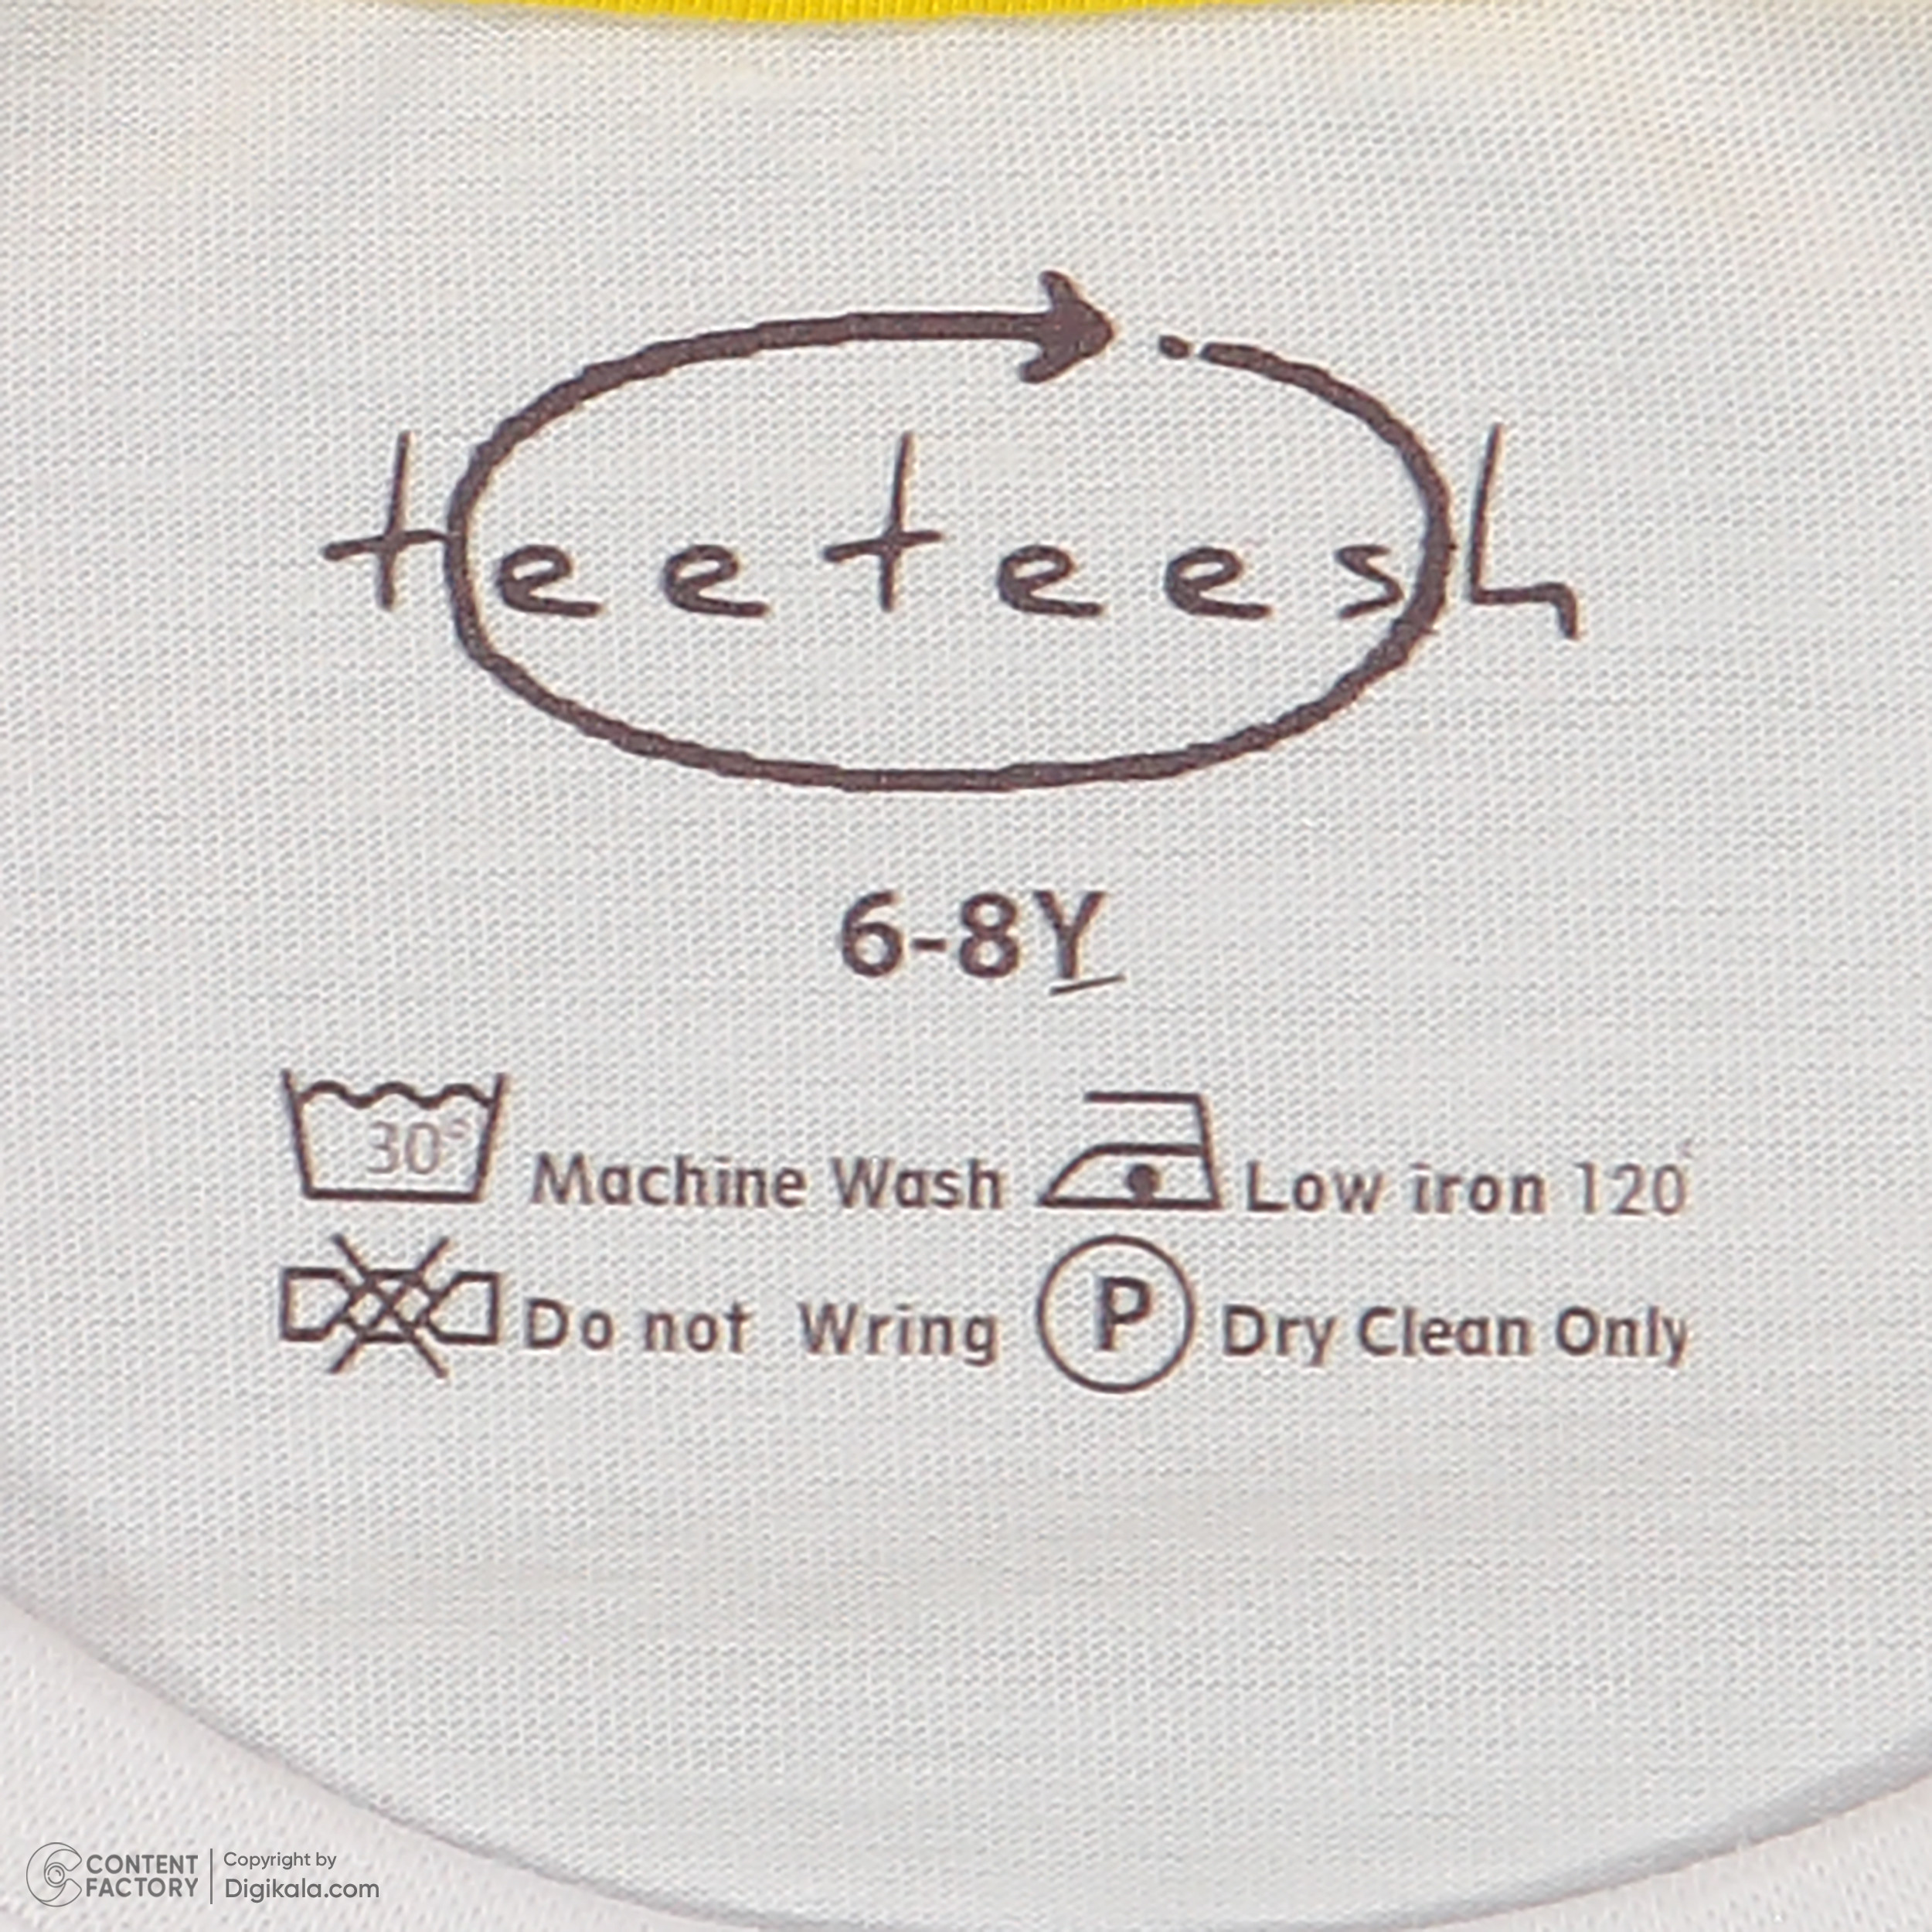 teeteesh
6-8Y
30° Machine Wash Low iron 120°
Do not Wring P Dry Clean Only
CONTENT FACTORY
Copyright by
Digikala.com